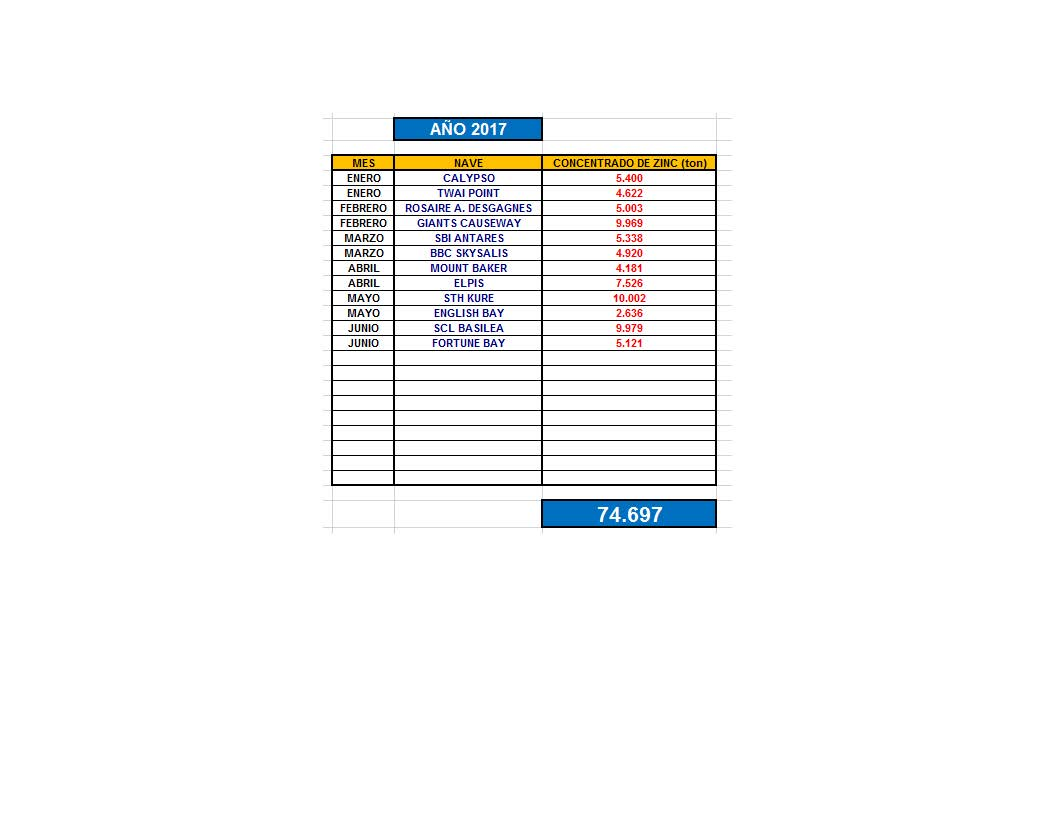 AÑO 2017
MES NAVE CONCENTRADO DE ZINC (ton)
ENERO CALYPSO 5.400
ENERO TWAI POINT 4.622
FEBRERO ROSAIRE A. DESGAGNES 5.003
FEBRERO GIANTS CAUSEWAY 9.969
MARZO SBI ANTARES 5.338
MARZO BBC SKYSALIS 4.920
ABRIL MOUNT BAKER 4.181
ABRIL ELPIS 7.526
MAYO STH KURE 10.002
MAYO ENGLISH BAY 2.636
JUNIO SCL BASILEA 9.979
JUNIO FORTUNE BAY 5.121
74.697